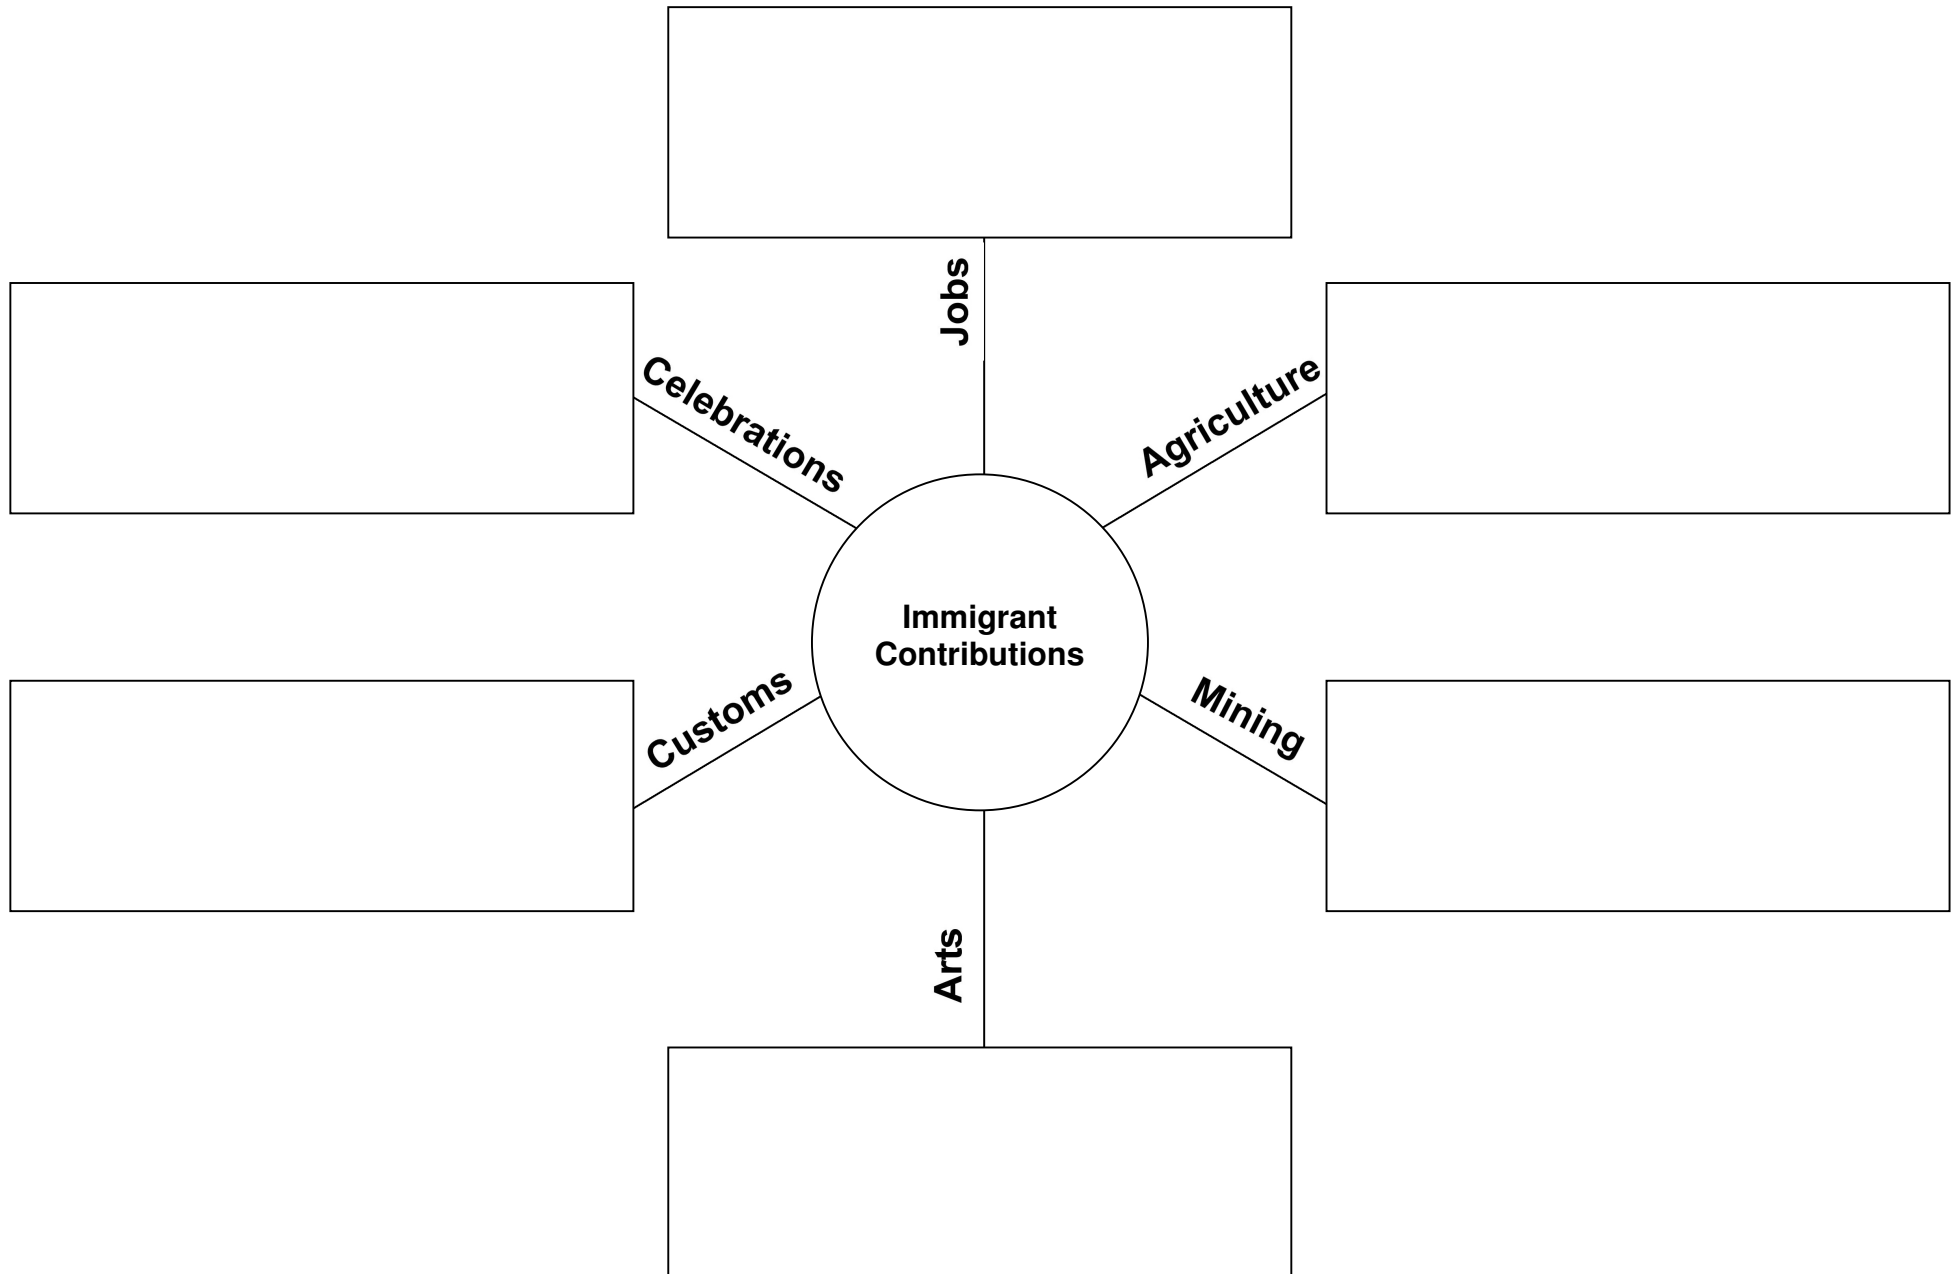 Jobs
Celebrations
Agriculture
Immigrant
Contributions
Customs
Mining
Arts